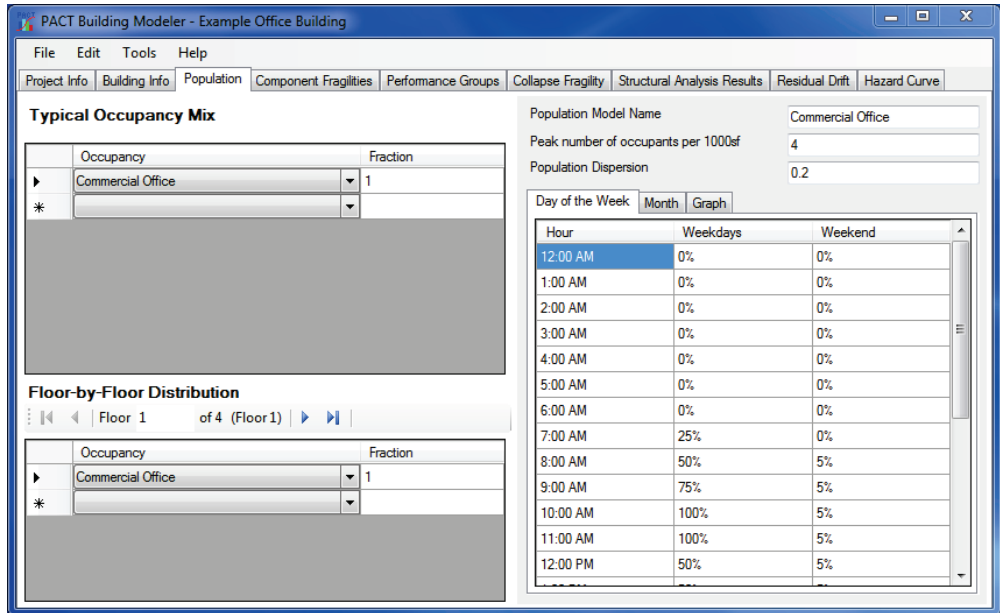 PACT Building Modeler - Example Office Building
File Edit Tools Help
Project Info Building Info Population Component Fragilities Performance Groups Collapse Fragility Structural Analysis Results Residual Drift Hazard Curve
Typical Occupancy Mix
Occupancy Fraction
Commercial Office 1
Floor-by-Floor Distribution
Floor 1 of 4 (Floor 1)
Occupancy Fraction
Commercial Office 1
Population Model Name Commercial Office
Peak number of occupants per 1000sf 4
Population Dispersion 0.2
Day of the Week Month Graph
Hour Weekdays Weekend
12:00 AM 0% 0%
1:00 AM 0% 0%
2:00 AM 0% 0%
3:00 AM 0% 0%
4:00 AM 0% 0%
5:00 AM 0% 0%
6:00 AM 0% 0%
7:00 AM 25% 0%
8:00 AM 50% 5%
9:00 AM 75% 5%
10:00 AM 100% 5%
11:00 AM 100% 5%
12:00 PM 50% 5%